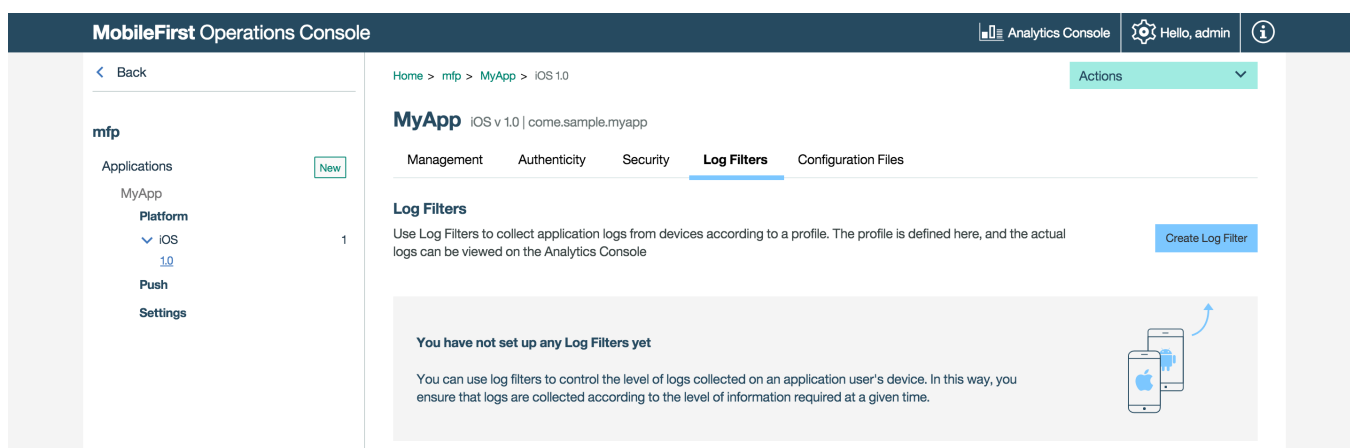 MobileFirst Operations Console
Analytics Console
Hello, admin
Back
mfp
Applications
New
MyApp
Platform
iOS
1
1.0
Push
Settings
Home > mfp > MyApp > iOS 1.0
Actions
MyApp iOS v 1.0 | come.sample.myapp
Management Authenticity Security Log Filters Configuration Files
Log Filters
Use Log Filters to collect application logs from devices according to a profile. The profile is defined here, and the actual
logs can be viewed on the Analytics Console
Create Log Filter
You have not set up any Log Filters yet
You can use log filters to control the level of logs collected on an application user's device. In this way, you
ensure that logs are collected according to the level of information required at a given time.